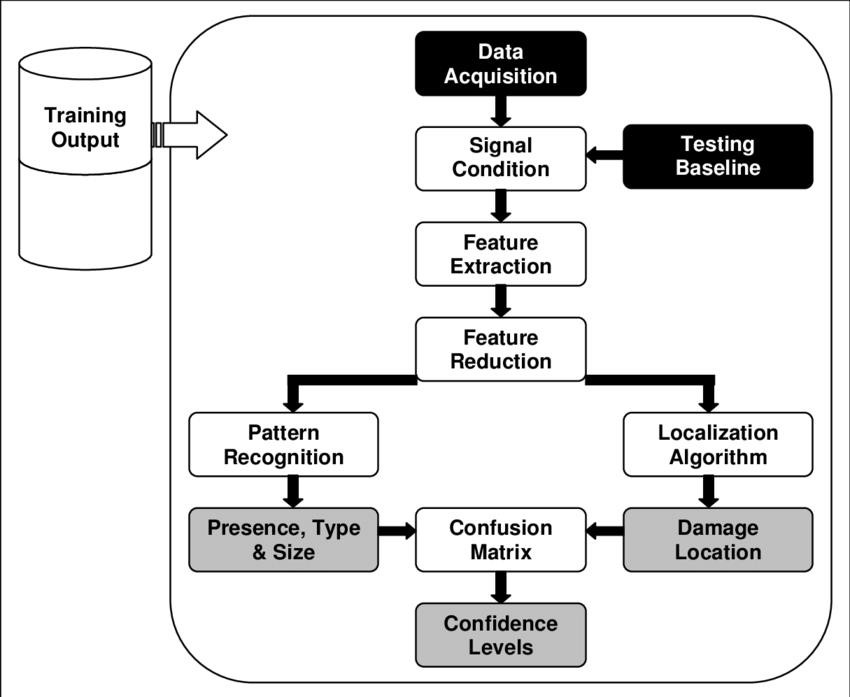 Training
Output
Data
Acquisition
Signal
Condition
Testing
Baseline
Feature
Extraction
Feature
Reduction
Pattern
Recognition
Localization
Algorithm
Presence, Type
& Size
Confusion
Matrix
Damage
Location
Confidence
Levels